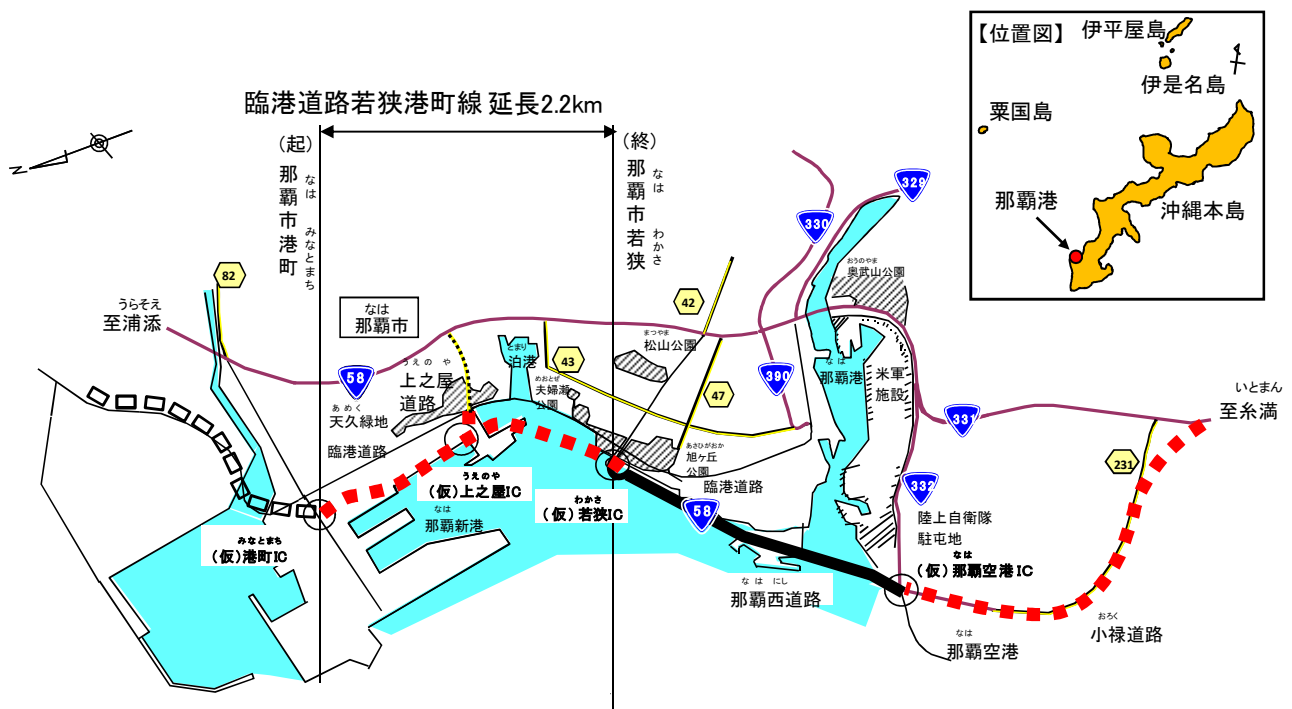 【位置図】
伊平屋島
伊是名島
粟国島
那覇港
沖縄本島
臨港道路若狭港町線 延長2.2km
N
(起)
那覇市港町
なは
みなとまち
(終)
那覇市若狭
なは
わかさ
329
330
おうのやま
奥武山公園
82
うらそえ
至浦添
なは
那覇市
42
まつやま
松山公園
58
うえのや
上之屋
道路
とまり
泊港
43
めおとぜ
夫婦瀬
公園
47
390
なは
那覇港
米軍
施設
いとまん
至糸満
331
あめく
天久緑地
臨港道路
あさひがおか
旭ヶ丘
公園
臨港道路
231
332
うえのや
(仮)上之屋IC
わかさ
(仮)若狭IC
58
陸上自衛隊
駐屯地
なは
那覇新港
みなとまち
(仮)港町IC
なは
(仮)那覇空港IC
なは にし
那覇西道路
おろく
小禄道路
なは
那覇空港